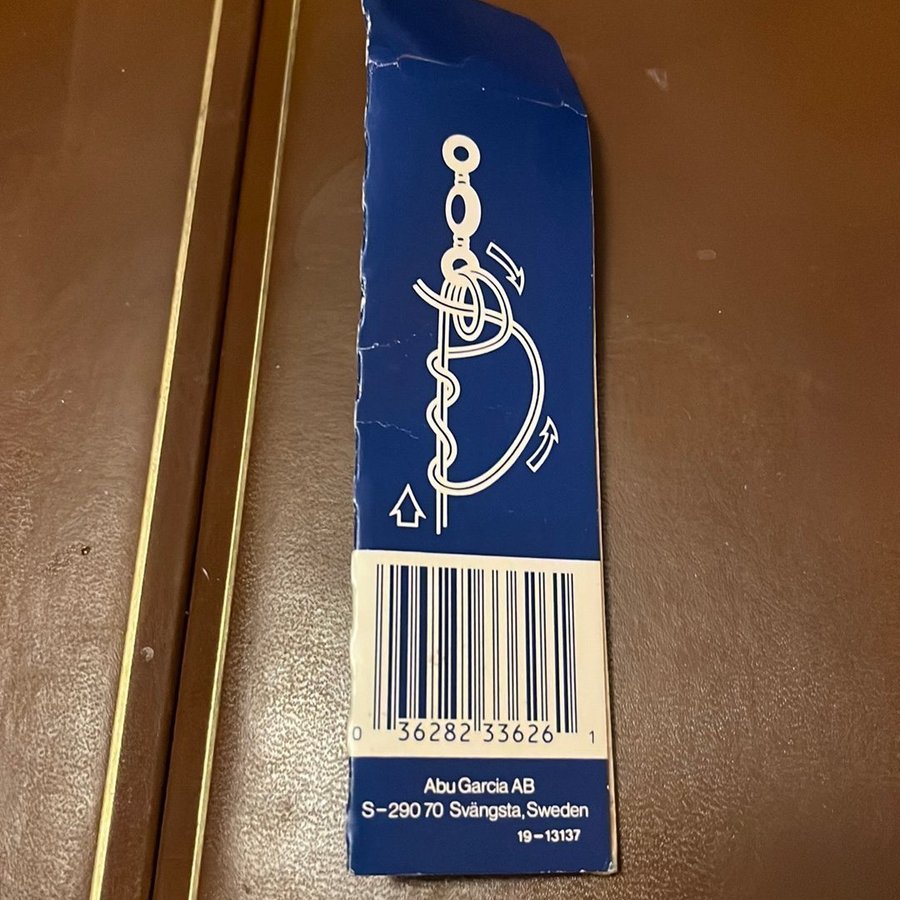 0 36282 33626 1
Abu Garcia AB
S-290 70 Svängsta, Sweden
19-13137